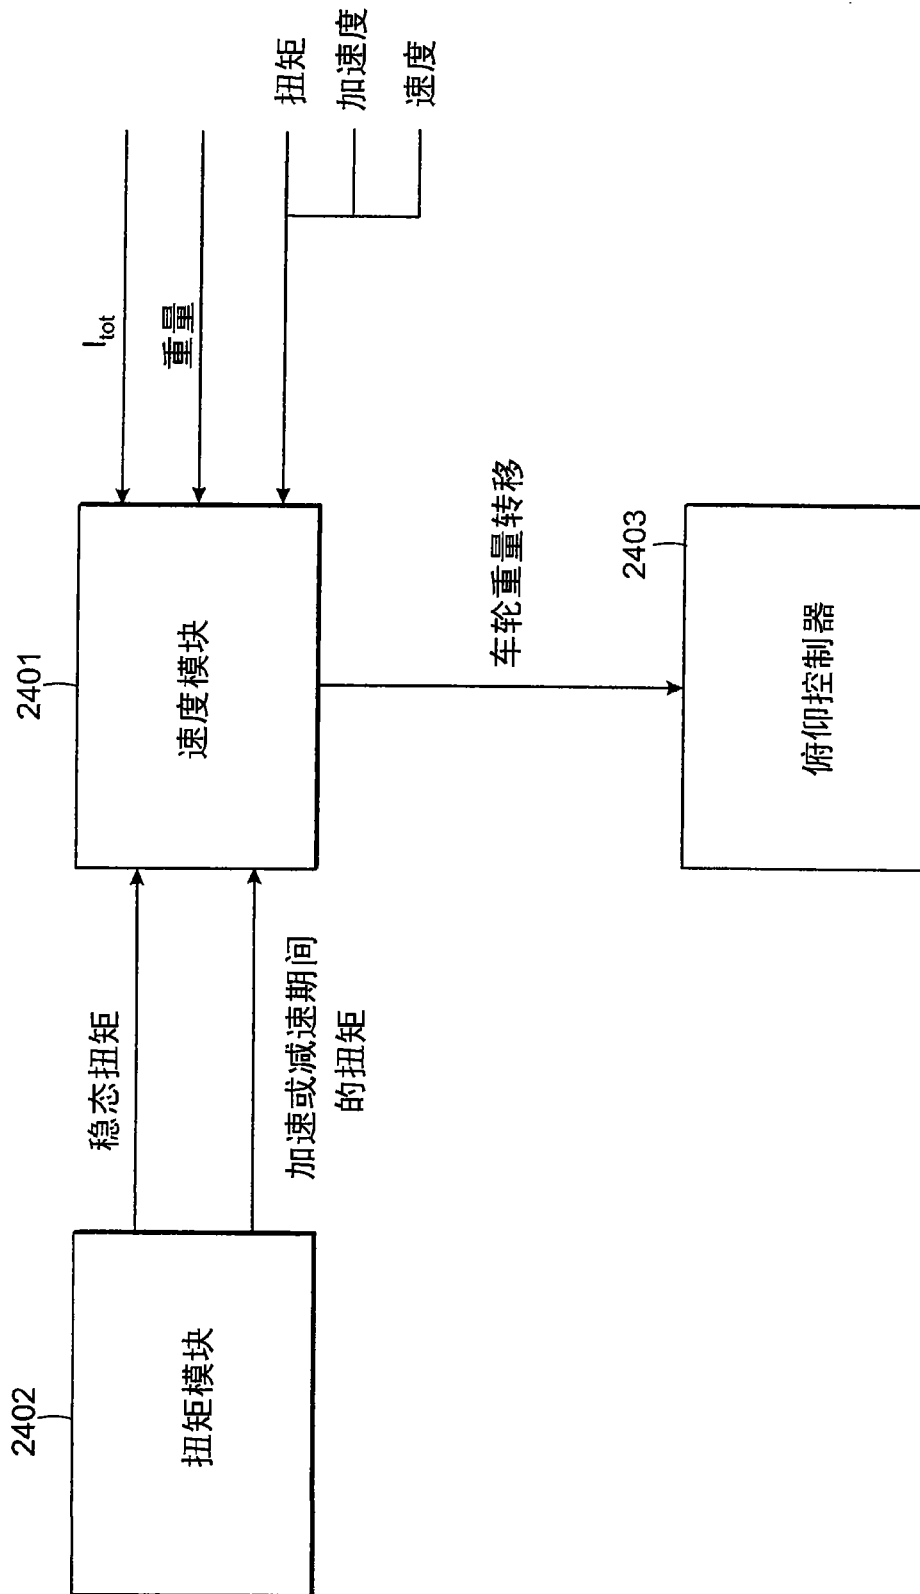 2402
扭矩模块
稳态扭矩
加速或减速期间
的扭矩
2401
速度模块
I_tot
重量
扭矩
加速度
速度
车轮重量转移
2403
俯仰控制器